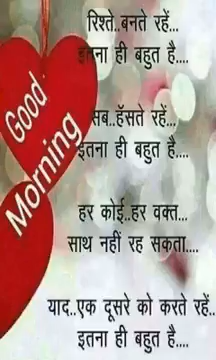 रिश्ते..बनते रहें...
इतना ही बहुत है....
सब..हॅसते रहें...
इतना ही बहुत है....
हर कोई..हर वक्त...
साथ नहीं रह सकता....
याद..एक दूसरे को करते रहें..
इतना ही बहुत है....
Good
Morning